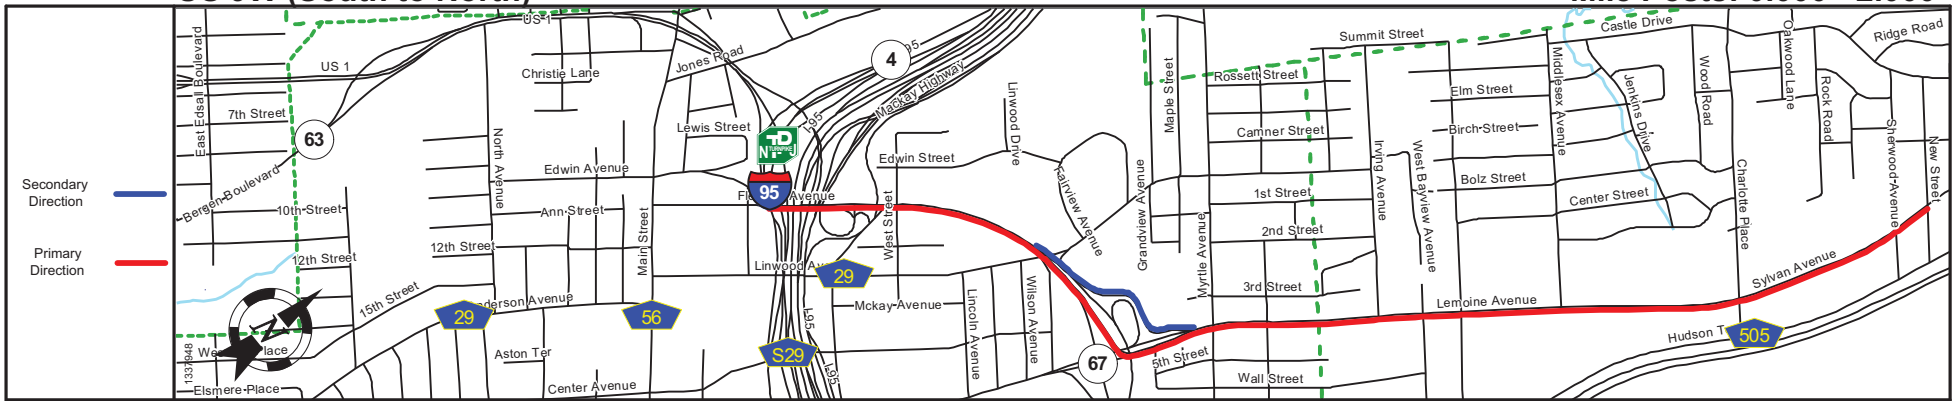 US 1
Castle Drive
Ridge Road
Summit Street
East Edsall Boulevard
US 1
Jones Road
4
Christie Lane
Mackay Highway
Linwood Drive
Maple Street
Rossett Street
Middlesex Avenue
Jenkins Drive
Wood Road
Oakwood Lane
Rock Road
Elm Street
7th Street
63
Lewis Street
I-95
Camner Street
Birch Street
North Avenue
Edwin Avenue
Edwin Street
Fairview Avenue
Grandview Avenue
Irving Avenue
West Bayview Avenue
Bolz Street
Charlotte Place
Sherwood Avenue
New Street
Secondary
Direction
Bergen Boulevard
95
Avenue
1st Street
Center Street
10th Street
Ann Street
Main Street
West Street
Myrtle Avenue
2nd Street
Primary
Direction
12th Street
12th Street
29
Sylvan Avenue
15th Street
29
56
Mckay Avenue
Lincoln Avenue
Wilson Avenue
3rd Street
Lemoine Avenue
I-95
1337948
N
Aston Ter
S29
67
5th Street
505
Elsmere Place
Center Avenue
I-95
Wall Street